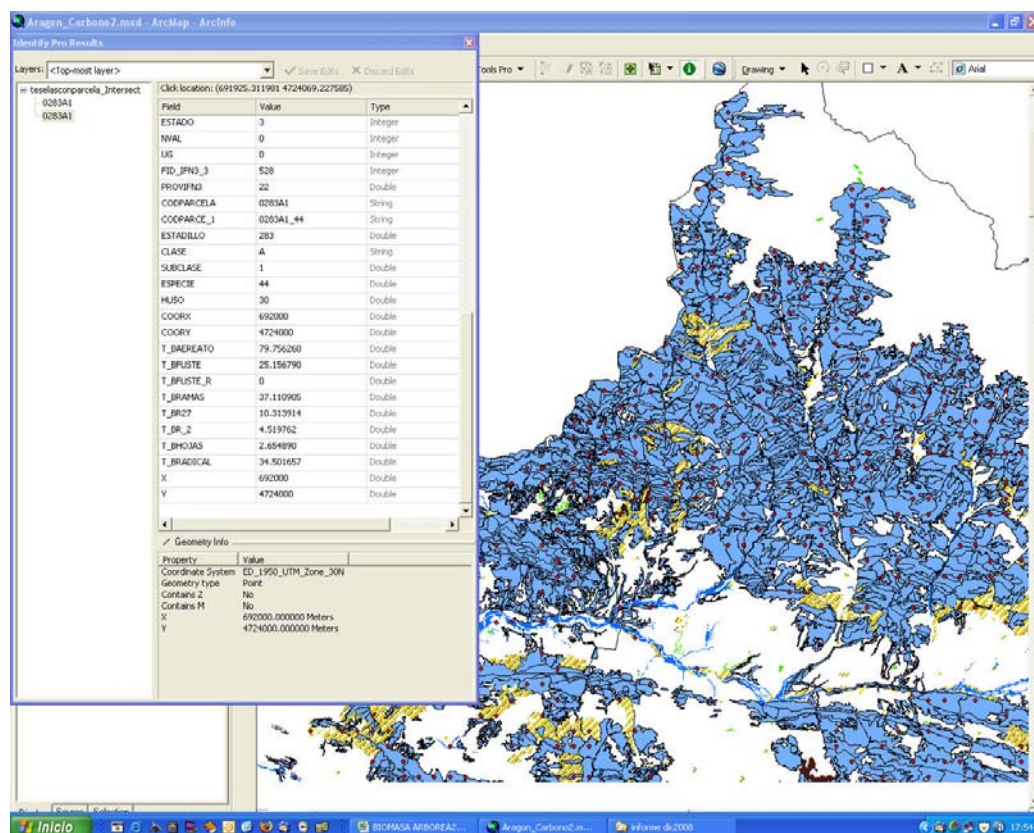 Aragon_Carbono2.mxd - ArcMap - ArcInfo
Identify Pro Results
Layers: <Top-most layer> Save Edits Discard Edits
Tools Pro Drawing A Arial
teselasconparcela_Intersect
0283A1
0283A1
Click location: (691925.311981 4724069.227585)
Field Value Type
ESTADO 3 Integer
NVAL 0 Integer
UG 0 Integer
FID_IFN3_3 528 Integer
PROVIFN3 22 Double
CODPARCELA 0283A1 String
CODPARCE_1 0283A1_44 String
ESTADILLO 283 Double
CLASE A String
SUBCLASE 1 Double
ESPECIE 44 Double
HUSO 30 Double
COORX 692000 Double
COORY 4724000 Double
T_BAEREATO 79.756260 Double
T_BFUSTE 25.156790 Double
T_BFUSTE_R 0 Double
T_BRAMAS 37.110905 Double
T_BR27 10.313914 Double
T_BR_2 4.519762 Double
T_BHOJAS 2.654890 Double
T_BRADICAL 34.501657 Double
X 692000 Double
Y 4724000 Double
Geometry Info
Property Value
Coordinate System ED_1950_UTM_Zone_30N
Geometry type Point
Contains Z No
Contains M No
X 692000.000000 Meters
Y 4724000.000000 Meters
Source Selection
Inicio BIOMASA ARBOREA2... Aragon_Carbono2.m... informe dic2008